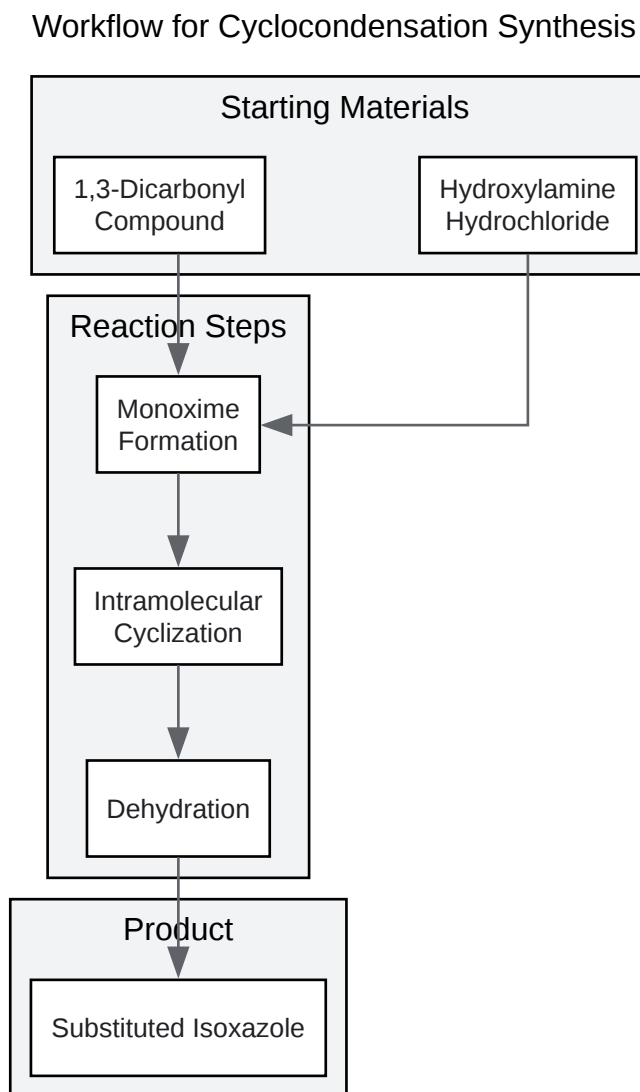 Workflow for Cyclocondensation Synthesis
Starting Materials
1,3-Dicarbonyl
Compound
Hydroxylamine
Hydrochloride
Reaction Steps
Monoxime
Formation
Intramolecular
Cyclization
Dehydration
Product
Substituted Isoxazole